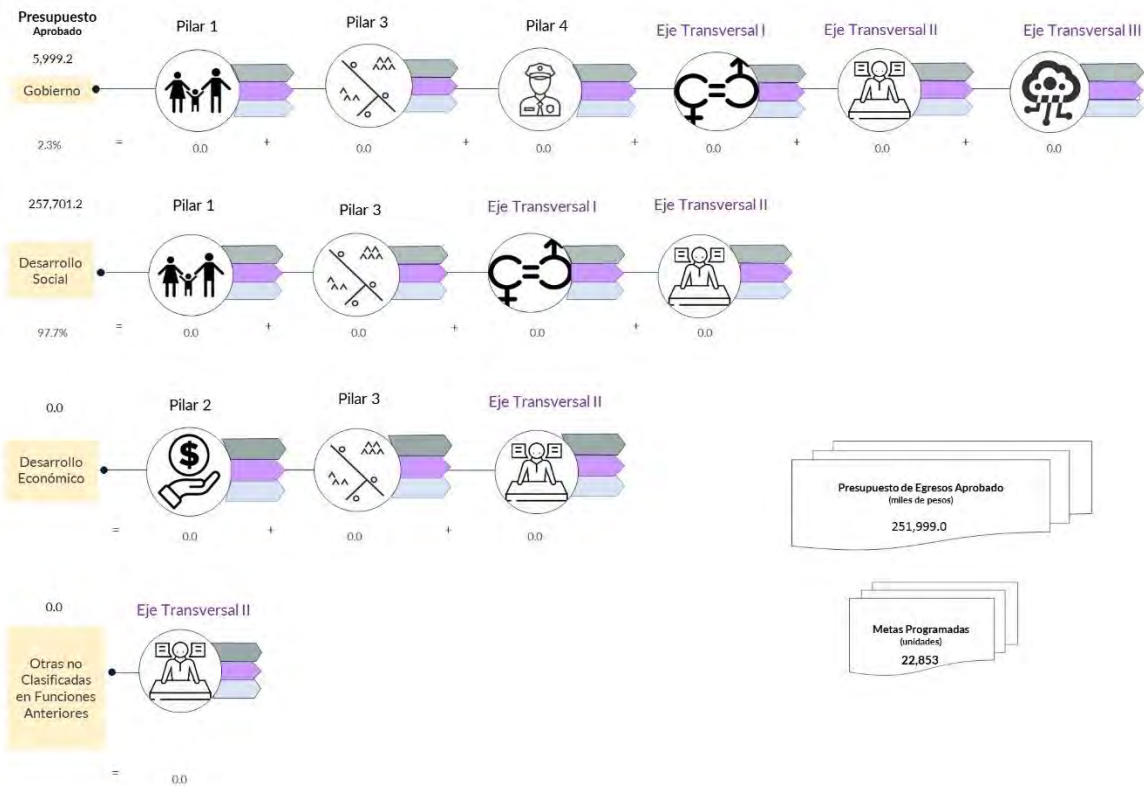 Presupuesto
Aprobado
5,999.2
Gobierno
2.3%
Pilar 1
Pilar 3
Pilar 4
Eje Transversal I
Eje Transversal II
Eje Transversal III
$
= 0.0 + 0.0 + 0.0 + 0.0 + 0.0 + 0.0
257,701.2
Desarrollo
Social
97.7%
Pilar 1
Pilar 3
Eje Transversal I
Eje Transversal II
= 0.0 + 0.0 + 0.0 + 0.0
0.0
Desarrollo
Económico
Pilar 2
Pilar 3
Eje Transversal II
= 0.0 + 0.0 + 0.0
Presupuesto de Egresos Aprobado
(miles de pesos)
251,999.0
0.0
Otras no
Clasificadas
en Funciones
Anteriores
Eje Transversal II
= 0.0
Metas Programadas
(unidades)
22,853